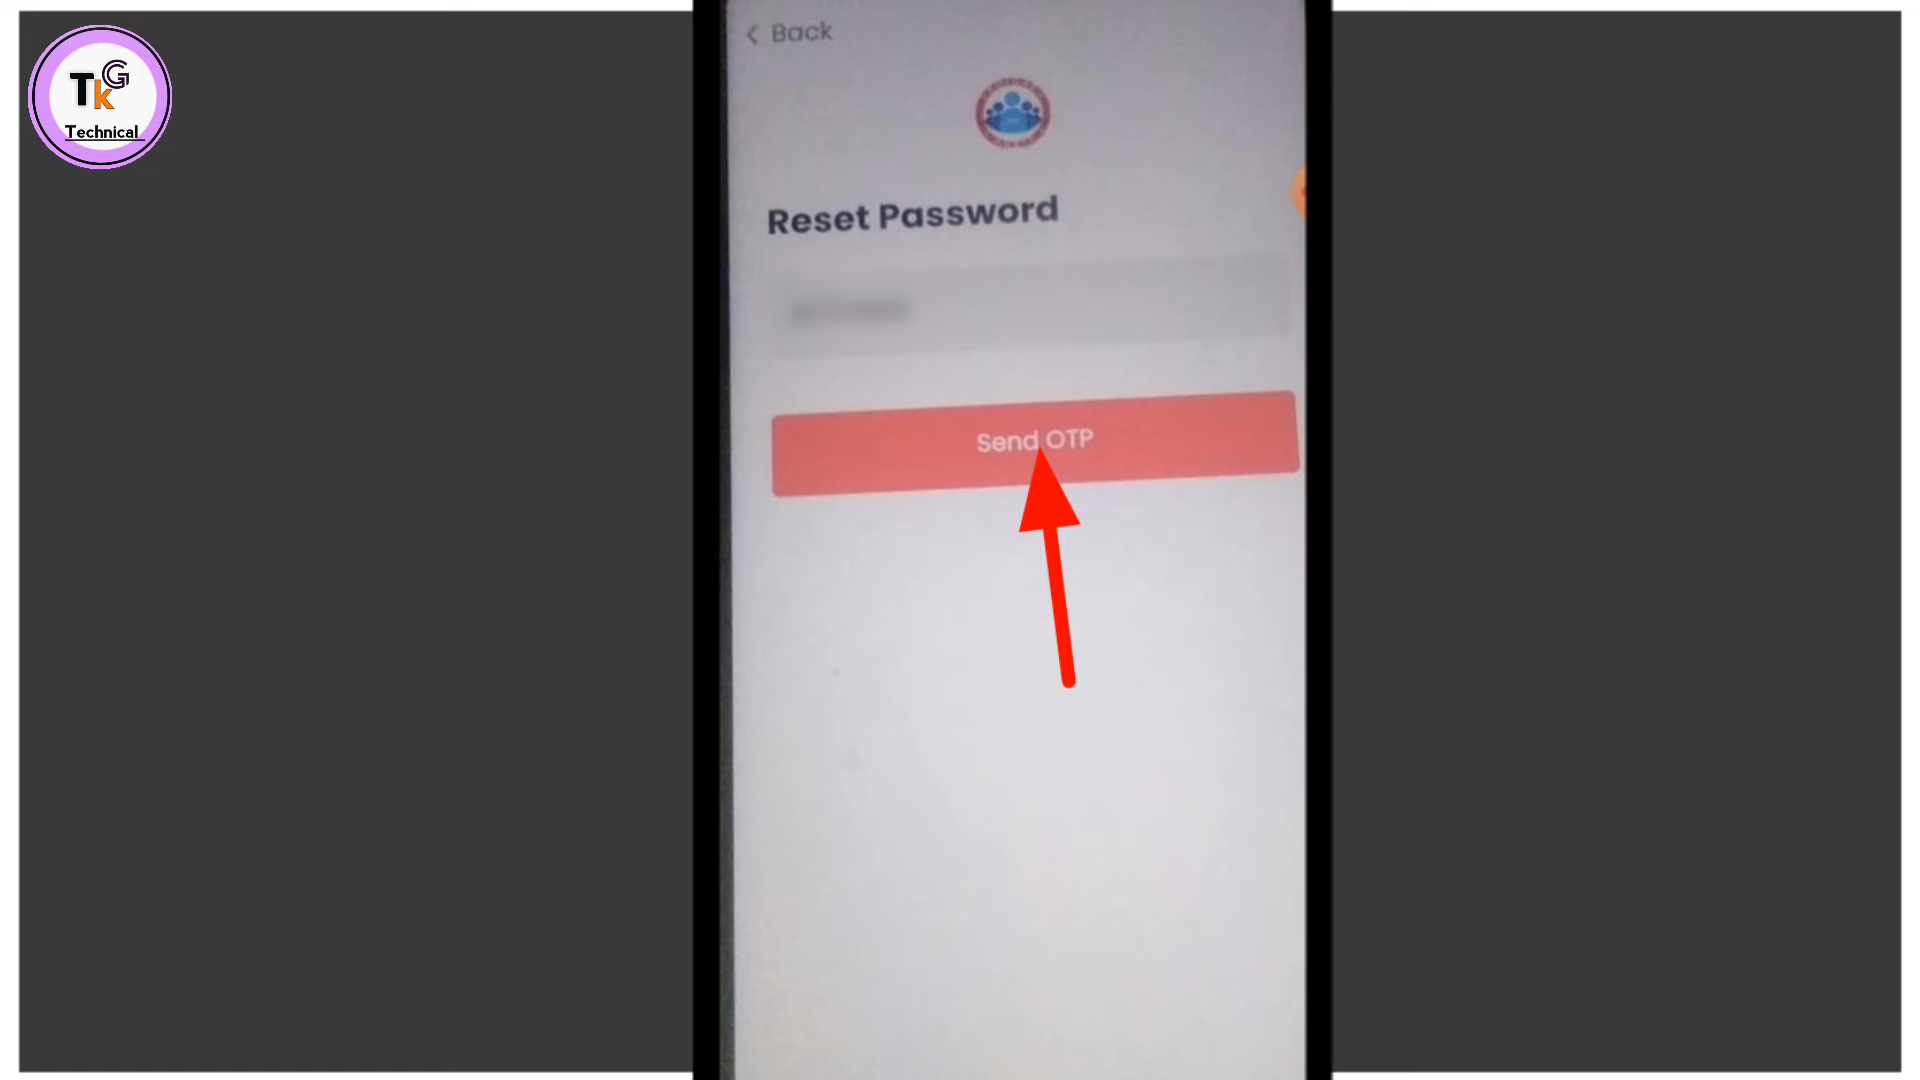 Back
TkG
Technical
Reset Password
Send OTP